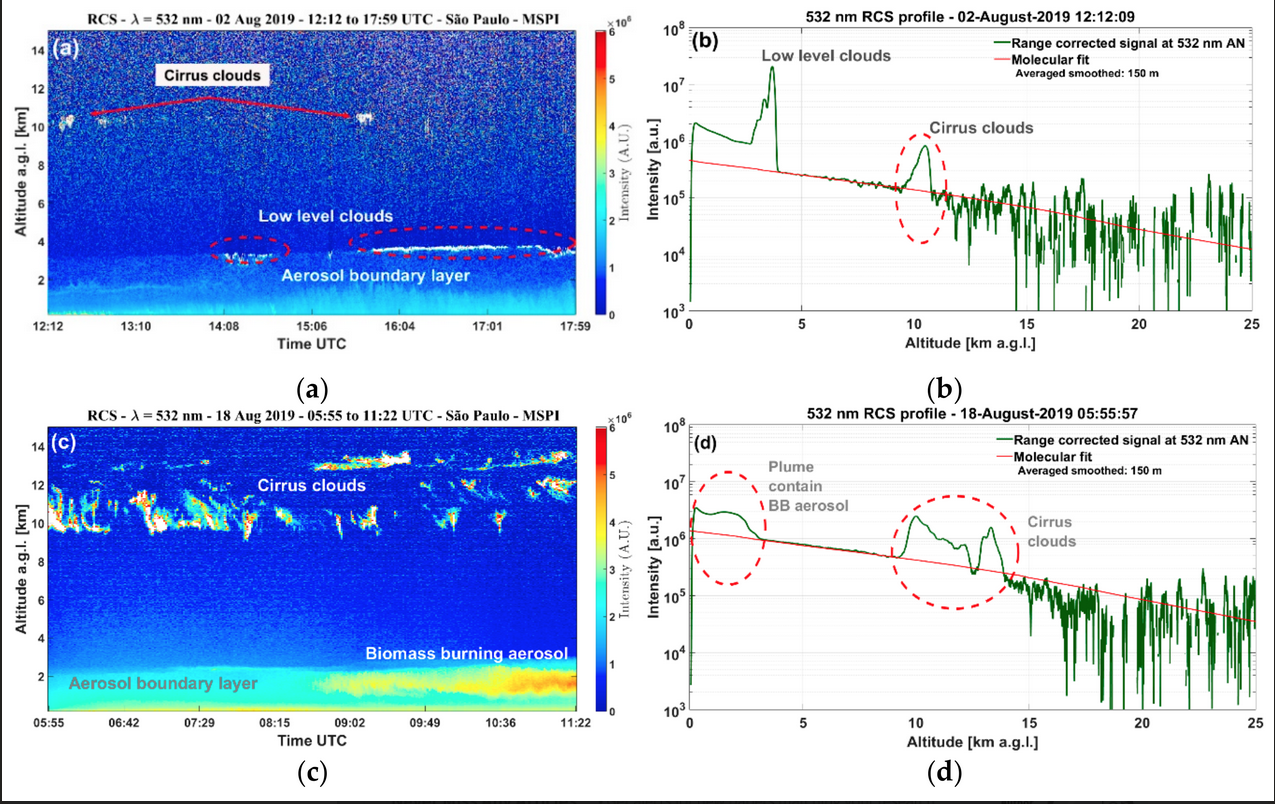 RCS - λ = 532 nm - 02 Aug 2019 - 12:12 to 17:59 UTC - São Paulo - MSPI
(a)
Cirrus clouds
Low level clouds
Aerosol boundary layer
Altitude a.g.l. [km]
14
12
10
8
6
4
2
12:12 13:10 14:08 15:06 16:04 17:01 17:59
Time UTC
×10⁶
6
5
4
3
2
1
0
Intensity (A.U.)
(a)
532 nm RCS profile - 02-August-2019 12:12:09
(b)
Low level clouds
Range corrected signal at 532 nm AN
Molecular fit
Averaged smoothed: 150 m
Cirrus clouds
Intensity [a.u.]
10⁸
10⁷
10⁶
10⁵
10⁴
10³
0 5 10 15 20 25
Altitude [km a.g.l.]
(b)
RCS - λ = 532 nm - 18 Aug 2019 - 05:55 to 11:22 UTC - São Paulo - MSPI
(c)
Cirrus clouds
Biomass burning aerosol
Aerosol boundary layer
Altitude a.g.l. [km]
14
12
10
8
6
4
2
05:55 06:42 07:29 08:15 09:02 09:49 10:36 11:22
Time UTC
×10⁶
6
5
4
3
2
1
0
Intensity (A.U.)
(c)
532 nm RCS profile - 18-August-2019 05:55:57
(d)
Range corrected signal at 532 nm AN
Molecular fit
Averaged smoothed: 150 m
Plume
contain
BB aerosol
Cirrus
clouds
Intensity [a.u.]
10⁸
10⁷
10⁶
10⁵
10⁴
10³
0 5 10 15 20 25
Altitude [km a.g.l.]
(d)